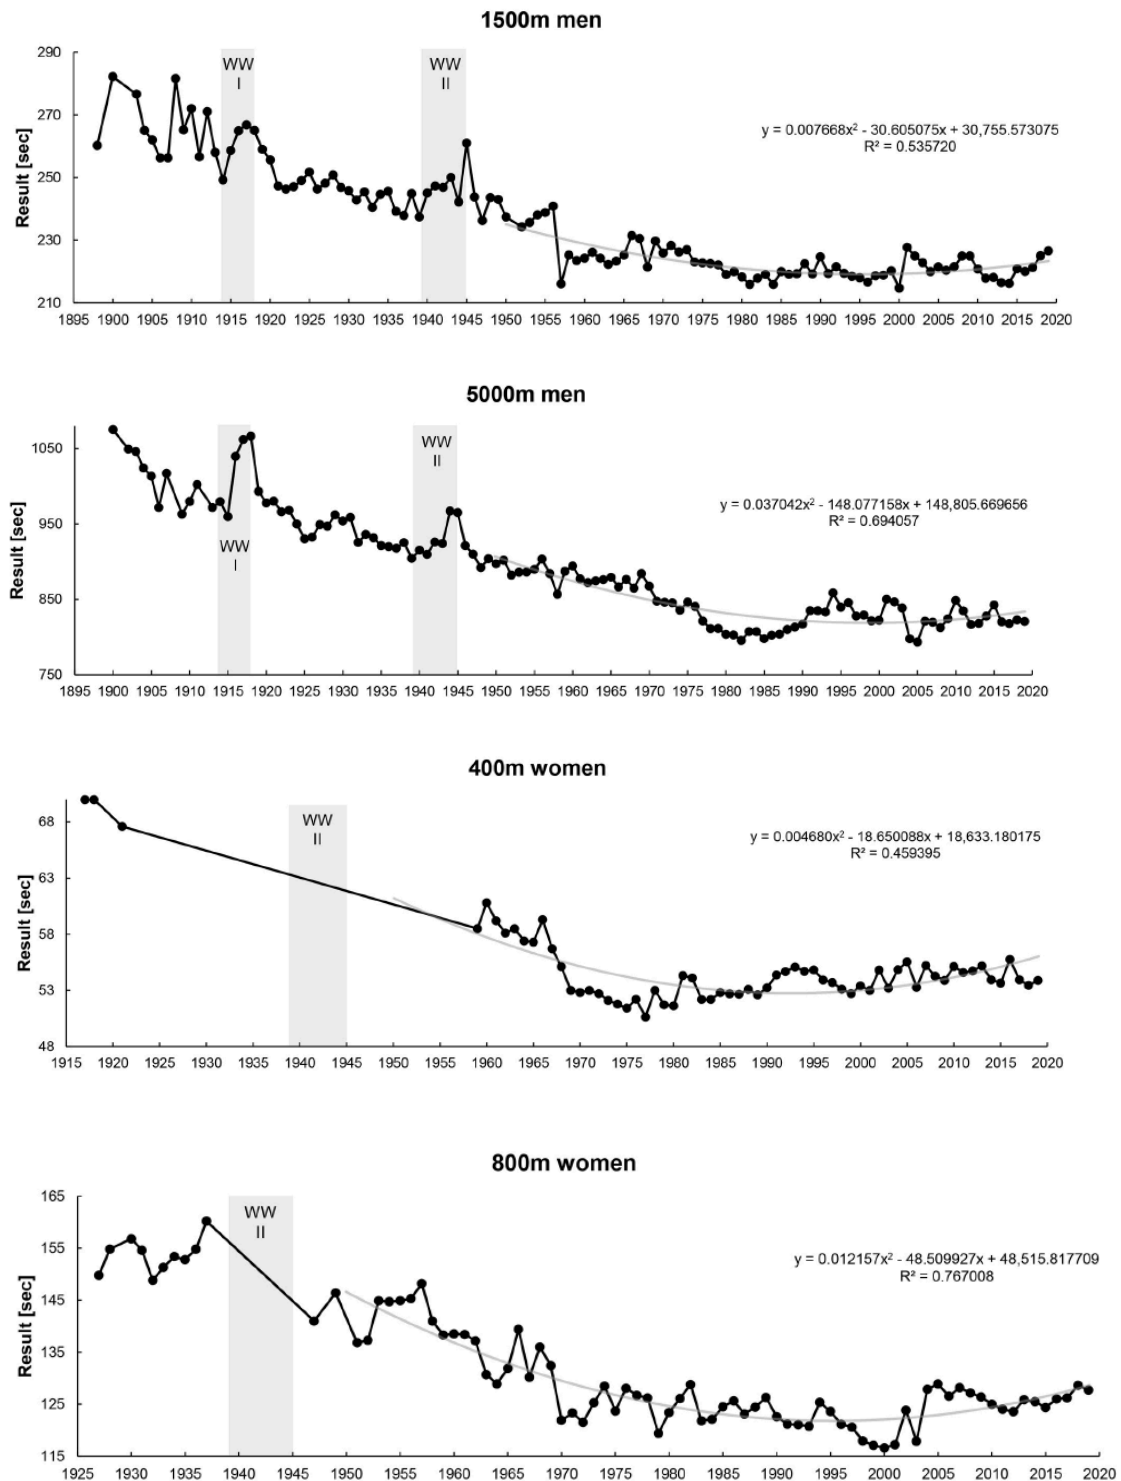 1500m men
290
270
250
230
210
Result [sec]
WW
I
WW
II
y = 0.007668x² - 30.605075x + 30,755.573075
R² = 0.535720
1895 1900 1905 1910 1915 1920 1925 1930 1935 1940 1945 1950 1955 1960 1965 1970 1975 1980 1985 1990 1995 2000 2005 2010 2015 2020
5000m men
1050
950
850
750
Result [sec]
WW
I
WW
II
y = 0.037042x² - 148.077158x + 148,805.669656
R² = 0.694057
1895 1900 1905 1910 1915 1920 1925 1930 1935 1940 1945 1950 1955 1960 1965 1970 1975 1980 1985 1990 1995 2000 2005 2010 2015 2020
400m women
68
63
58
53
48
Result [sec]
WW
II
y = 0.004680x² - 18.650088x + 18,633.180175
R² = 0.459395
1915 1920 1925 1930 1935 1940 1945 1950 1955 1960 1965 1970 1975 1980 1985 1990 1995 2000 2005 2010 2015 2020
800m women
165
155
145
135
125
115
Result [sec]
WW
II
y = 0.012157x² - 48.509927x + 48,515.817709
R² = 0.767008
1925 1930 1935 1940 1945 1950 1955 1960 1965 1970 1975 1980 1985 1990 1995 2000 2005 2010 2015 2020